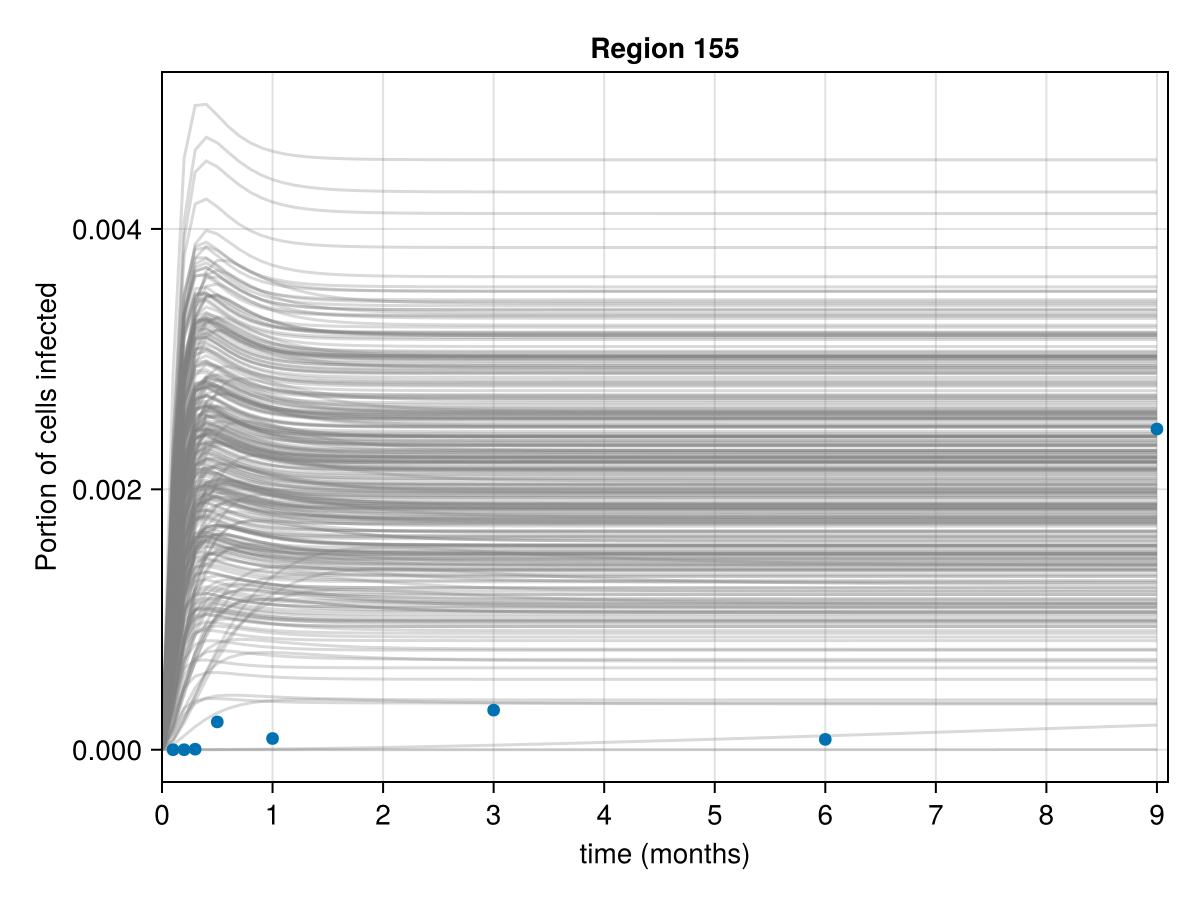 Region 155
Portion of cells infected
0.004
0.002
0.000
0 1 2 3 4 5 6 7 8 9
time (months)